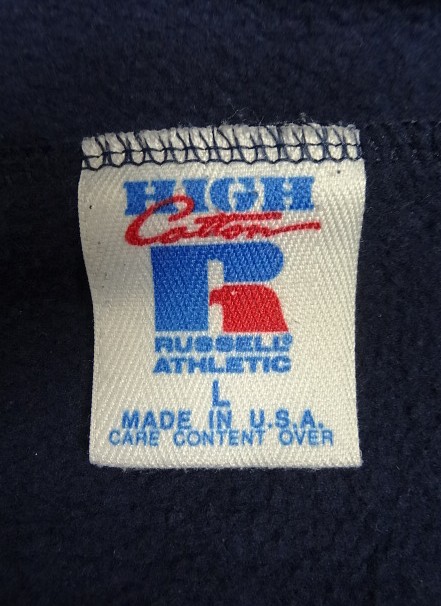 HIGH
Cotton
R
RUSSELL®
ATHLETIC
L
MADE IN U.S.A.
CARE CONTENT OVER